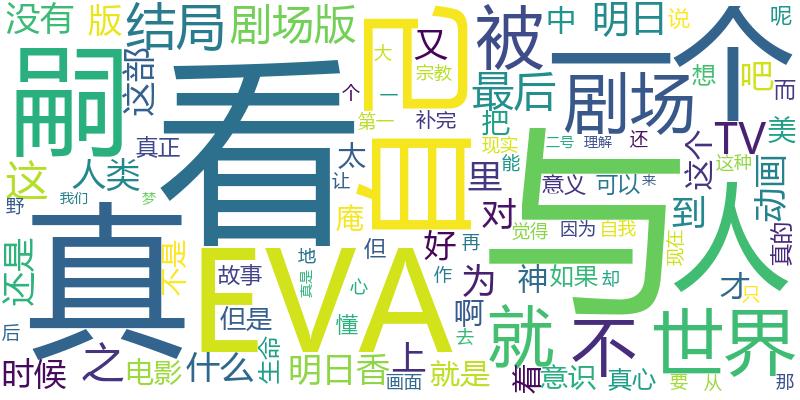 没有
版
结局
剧场版
又
被
中
明日
说
一个
呢
嗣
这部
看
巴
大
宗教
个
一
第一
补完
最后
把
剧场
想
吧
而
TV
美
真正
人类
太
让
皿
里
能
二号
理解
还
这个
这种
动画
这
野
我们
梦
庵
对
意义
可以
来
到
与
人
真的
真
还是
不是
EVA
故事
地
但
好
再
为
觉得
因为
自我
现在
现实
神
如果
却
才
只
后
但是
真是
心
作
懂
啊
去
就
不
世界
时候
之
电影
什么
生命
明日香
上
画面
就是
着
意识
真心
要
从
那